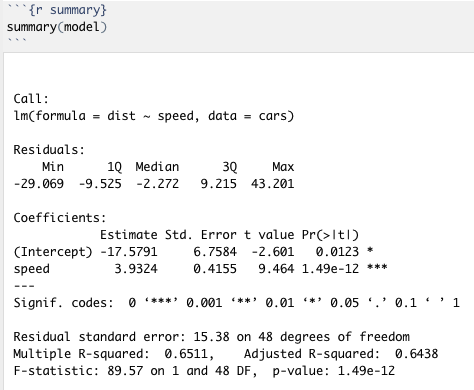 ```{r summary}
summary(model)
```
Call:
lm(formula = dist ~ speed, data = cars)
Residuals:
    Min      1Q  Median      3Q     Max
-29.069  -9.525  -2.272   9.215  43.201
Coefficients:
            Estimate Std. Error t value Pr(>|t|)
(Intercept) -17.5791     6.7584  -2.601   0.0123 *
speed         3.9324     0.4155   9.464 1.49e-12 ***
---
Signif. codes:  0 ‘***’ 0.001 ‘**’ 0.01 ‘*’ 0.05 ‘.’ 0.1 ‘ ’ 1
Residual standard error: 15.38 on 48 degrees of freedom
Multiple R-squared:  0.6511,    Adjusted R-squared:  0.6438
F-statistic: 89.57 on 1 and 48 DF,  p-value: 1.49e-12